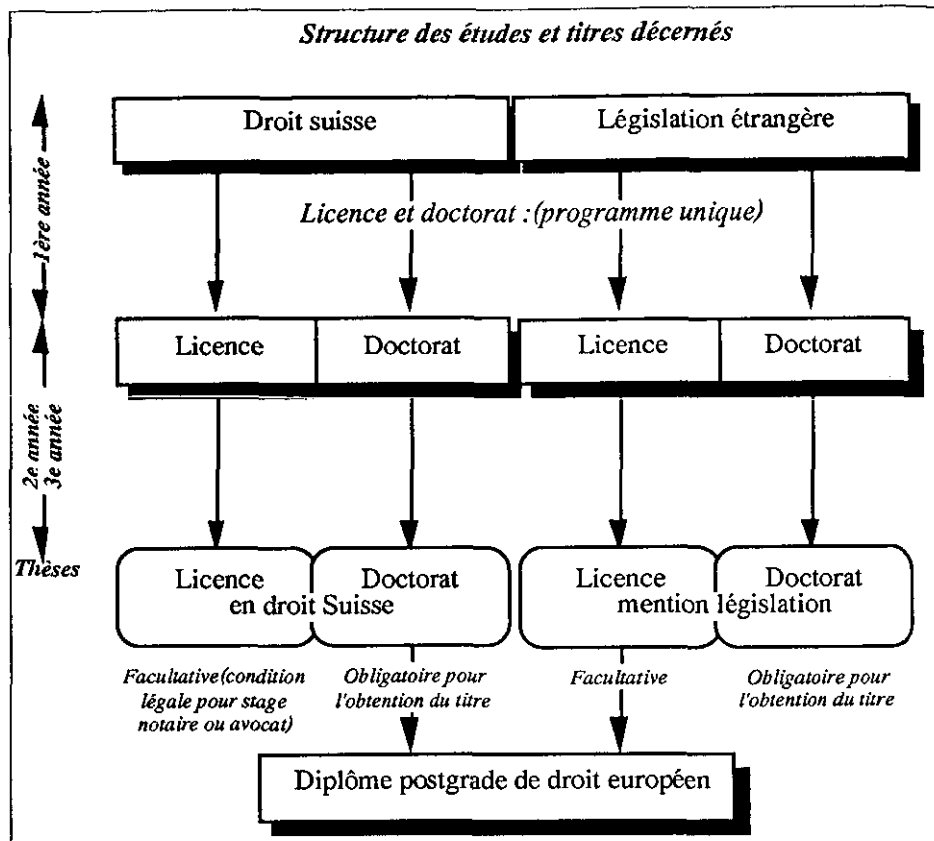 Structure des études et titres décernés
Droit suisse
Législation étrangère
1ère année
Licence et doctorat : (programme unique)
Licence
Doctorat
Licence
Doctorat
2e année
3e année
Thèses
Licence
Doctorat
en droit Suisse
Licence
Doctorat
mention législation
Facultative(condition
légale pour stage
notaire ou avocat)
Obligatoire pour
l'obtention du titre
Facultative
Obligatoire pour
l'obtention du titre
Diplôme postgrade de droit européen